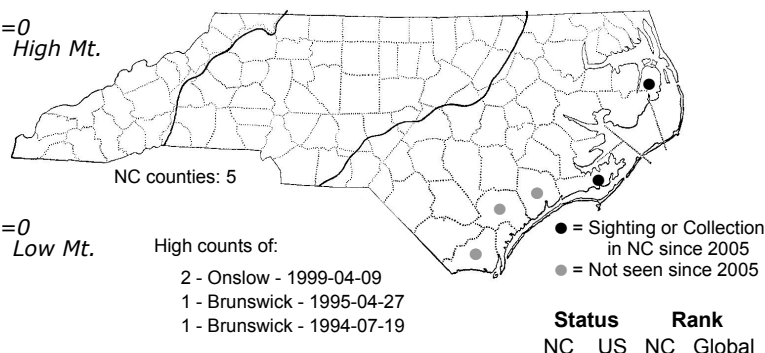 =0
High Mt.
NC counties: 5
=0
Low Mt.
High counts of:
2 - Onslow - 1999-04-09
1 - Brunswick - 1995-04-27
1 - Brunswick - 1994-07-19
● = Sighting or Collection
in NC since 2005
● = Not seen since 2005
Status Rank
NC US NC Global